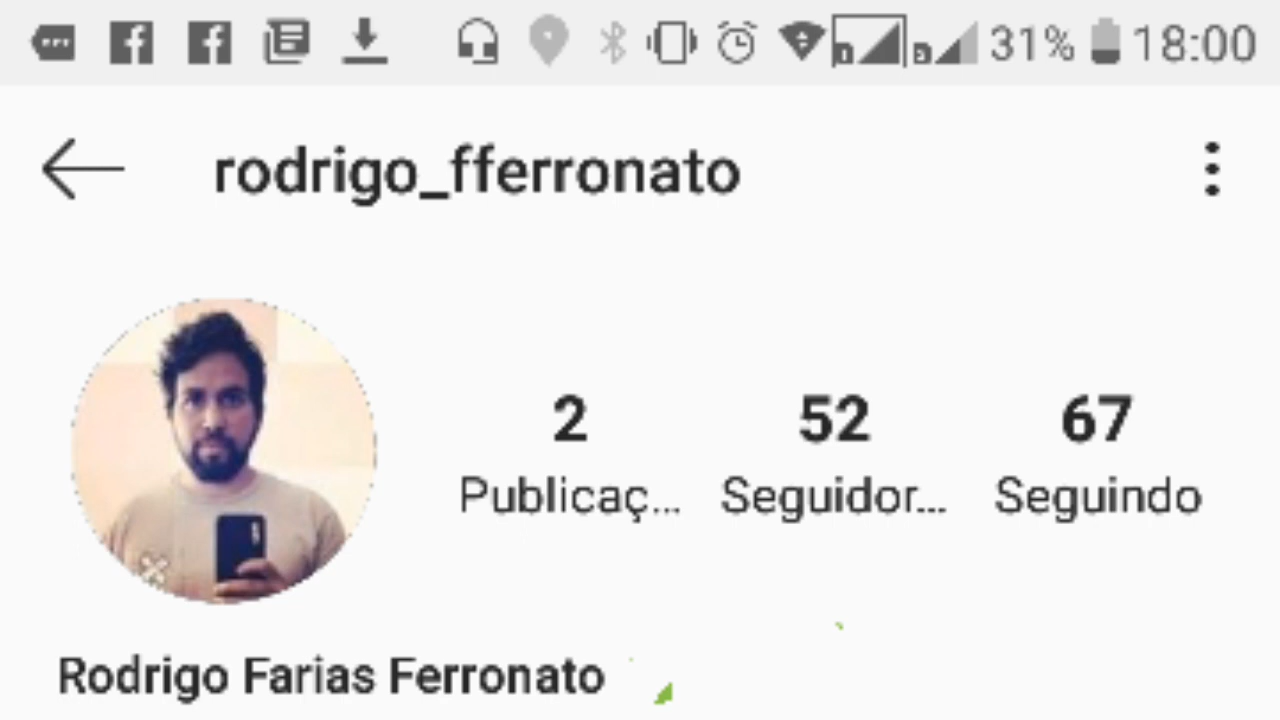 31% 18:00
rodrigo_fferronato
2 52 67
Publicaç... Seguidor... Seguindo
Rodrigo Farias Ferronato